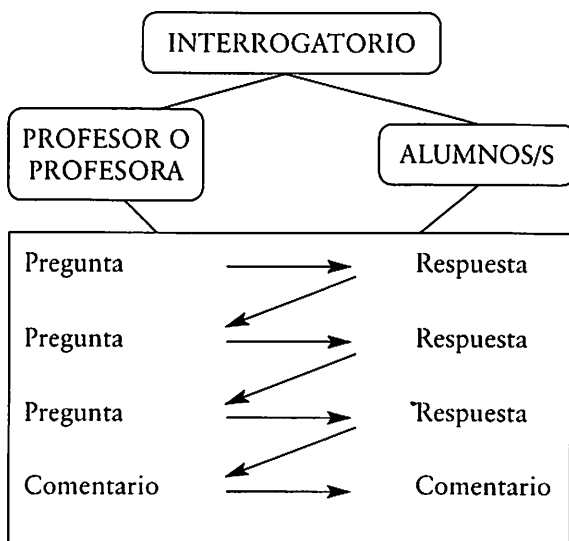 INTERROGATORIO
PROFESOR O
PROFESORA
ALUMNOS/S
Pregunta Respuesta
Pregunta Respuesta
Pregunta Respuesta
Comentario Comentario